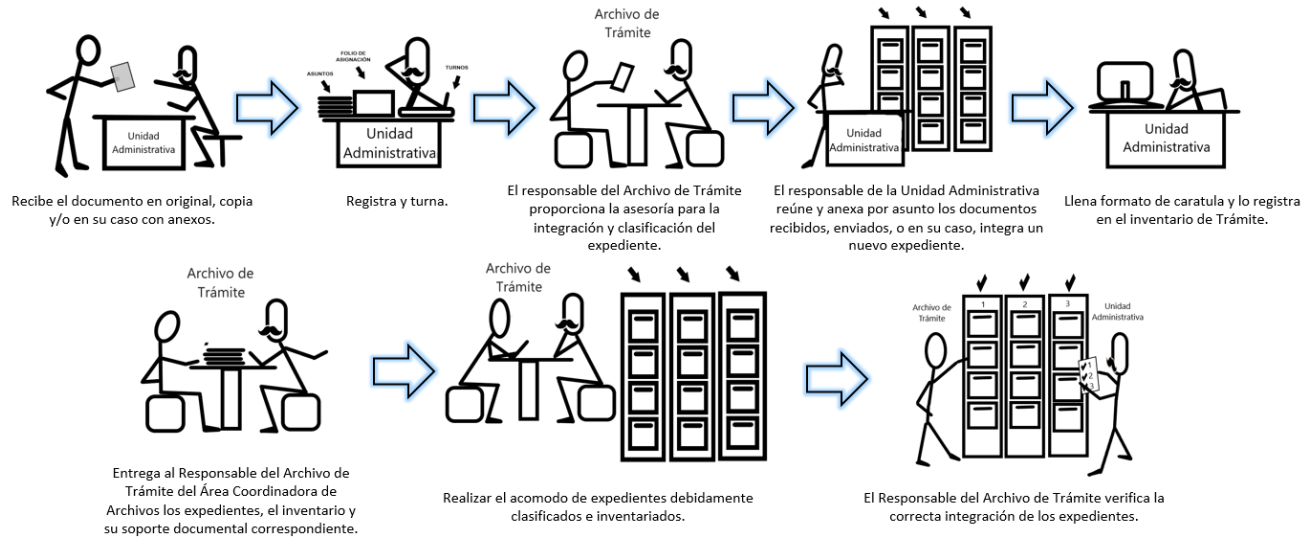 Unidad
Administrativa
Recibe el documento en original, copia
y/o en su caso con anexos.
ASUNTOS
FOLIO DE
ASIGNACIÓN
TURNOS
Unidad
Administrativa
Registra y turna.
Archivo de
Trámite
El responsable del Archivo de Trámite
proporciona la asesoría para la
integración y clasificación del
expediente.
Unidad
Administrativa
El responsable de la Unidad Administrativa
reúne y anexa por asunto los documentos
recibidos, enviados, o en su caso, integra un
nuevo expediente.
Unidad
Administrativa
Llena formato de caratula y lo registra
en el inventario de Trámite.
Archivo de
Trámite
Entrega al Responsable del Archivo de
Trámite del Área Coordinadora de
Archivos los expedientes, el inventario y
su soporte documental correspondiente.
Archivo de
Trámite
Realizar el acomodo de expedientes debidamente
clasificados e inventariados.
Archivo de
Trámite
1 2 3
Unidad
Administrativa
1
2
3
El Responsable del Archivo de Trámite verifica la
correcta integración de los expedientes.